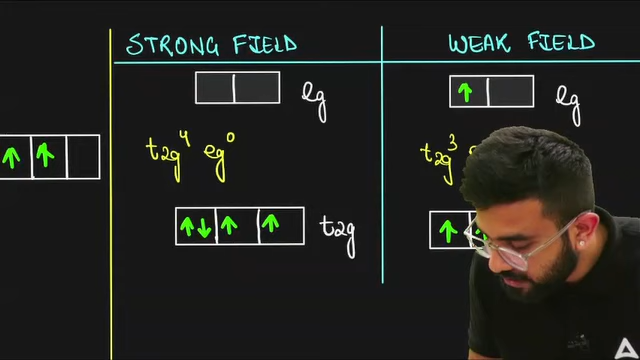 STRONG FIELD
WEAK FIELD
eg
eg
t2g⁴ eg⁰
t2g³
t2g